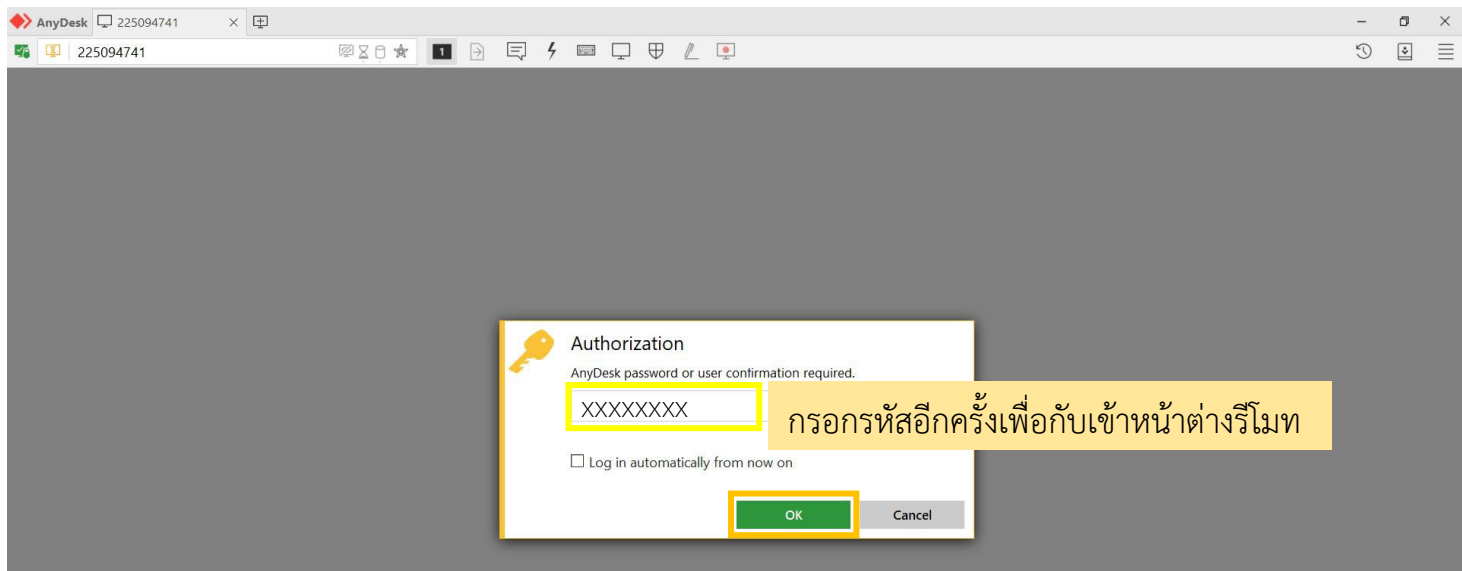 AnyDesk 225094741
225094741
1
Authorization
AnyDesk password or user confirmation required.
XXXXXXXX
กรอกรหัสอีกครั้งเพื่อกับเข้าหน้าต่างรีโมท
Log in automatically from now on
OK Cancel